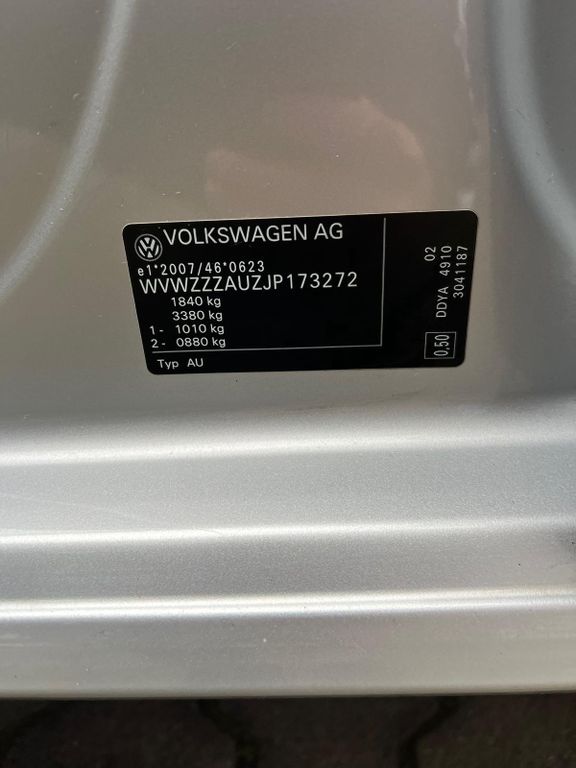 VOLKSWAGEN AG
e1*2007/46*0623
WVWZZZAUZJP173272
1840 kg
3380 kg
1- 1010 kg
2- 0880 kg
Typ AU
02
DDYA 4910
3041187
0,50